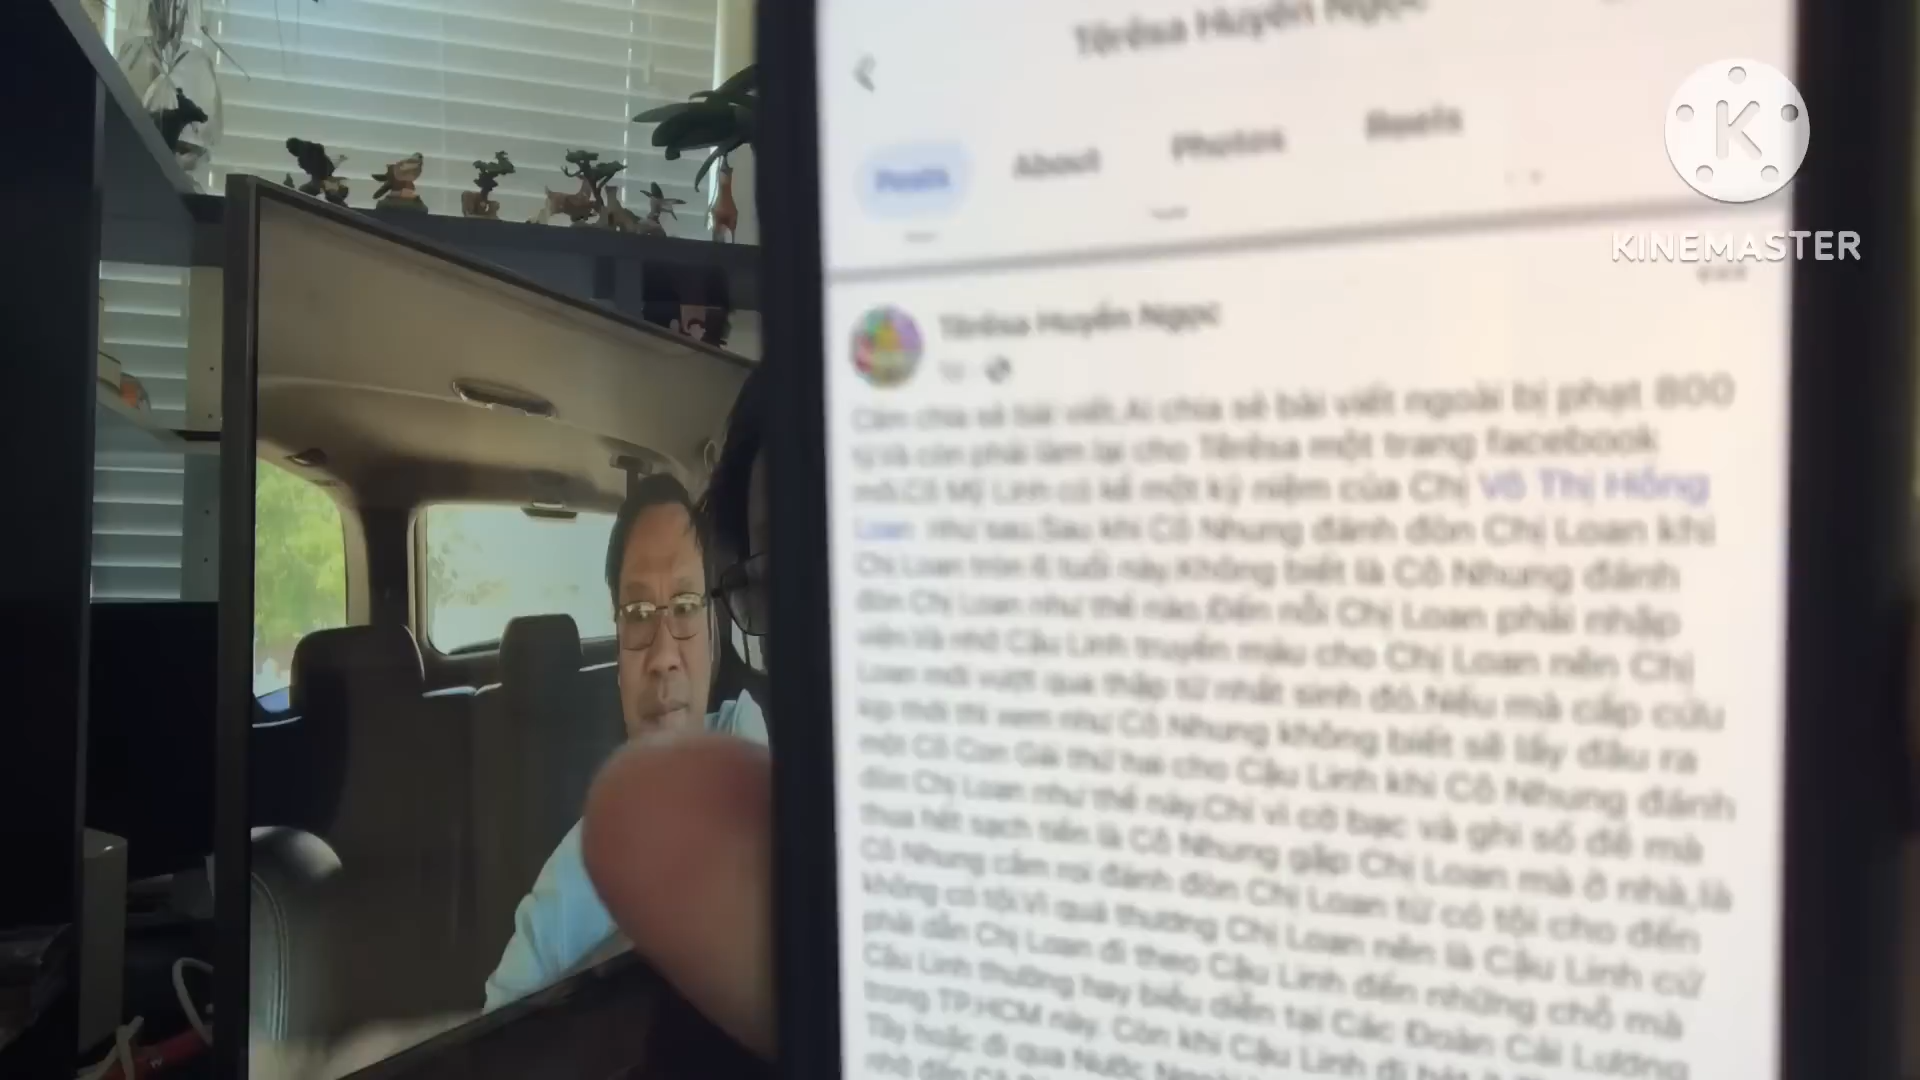 Têrêsa Huyền Ngọc
Posts About Photos Reels
KINEMASTER
Têrêsa Huyền Ngọc
Cấm chia sẻ bài viết.Ai chia sẻ bài viết ngoài bị phạt 800
tỷ.Và còn phải làm lại cho Têrêsa một trang facebook
mới.Cô Mỹ Linh có kể một kỷ niệm của Chị Võ Thị Hồng
Loan như sau.Sau khi Cô Nhung đánh đòn Chị Loan khi
Chị Loan tròn 6 tuổi này.Không biết là Cô Nhung đánh
đòn Chị Loan như thế nào.Đến nỗi Chị Loan phải nhập
viện.Và nhờ Cậu Linh truyền máu cho Chị Loan nên Chị
Loan mới vượt qua thập tử nhất sinh đó.Nếu mà cấp cứu
kịp thời thì xem như Cô Nhung không biết sẽ lấy đâu ra
một Cô Con Gái thứ hai cho Cậu Linh khi Cô Nhung đánh
đòn Chị Loan như thế này.Chỉ vì cờ bạc và ghi số đề mà
thua hết sạch tiền là Cô Nhung gặp Chị Loan mà ở nhà,là
Cô Nhung cầm roi đánh đòn Chị Loan từ có tội cho đến
không có tội.Vì quá thương Chị Loan nên là Cậu Linh cứ
phải dẫn Chị Loan đi theo Cậu Linh đến những chỗ mà
Cậu Linh thường hay biểu diễn tại Các Đoàn Cải Lương
trong TP.HCM này. Còn khi Cậu Linh đi hát ở
Tây hoặc đi qua Nước